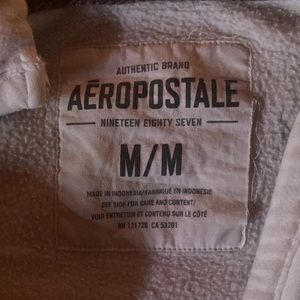 AUTHENTIC BRAND
AÉROPOSTALE
NINETEEN EIGHTY SEVEN
M/M
MADE IN INDONESIA/FABRIQUÉ EN INDONÉSIE
SEE SIDE FOR CARE AND CONTENT/
VOIR ENTRETIEN ET CONTENU SUR LE CÔTÉ
RN 121726 CA 53281